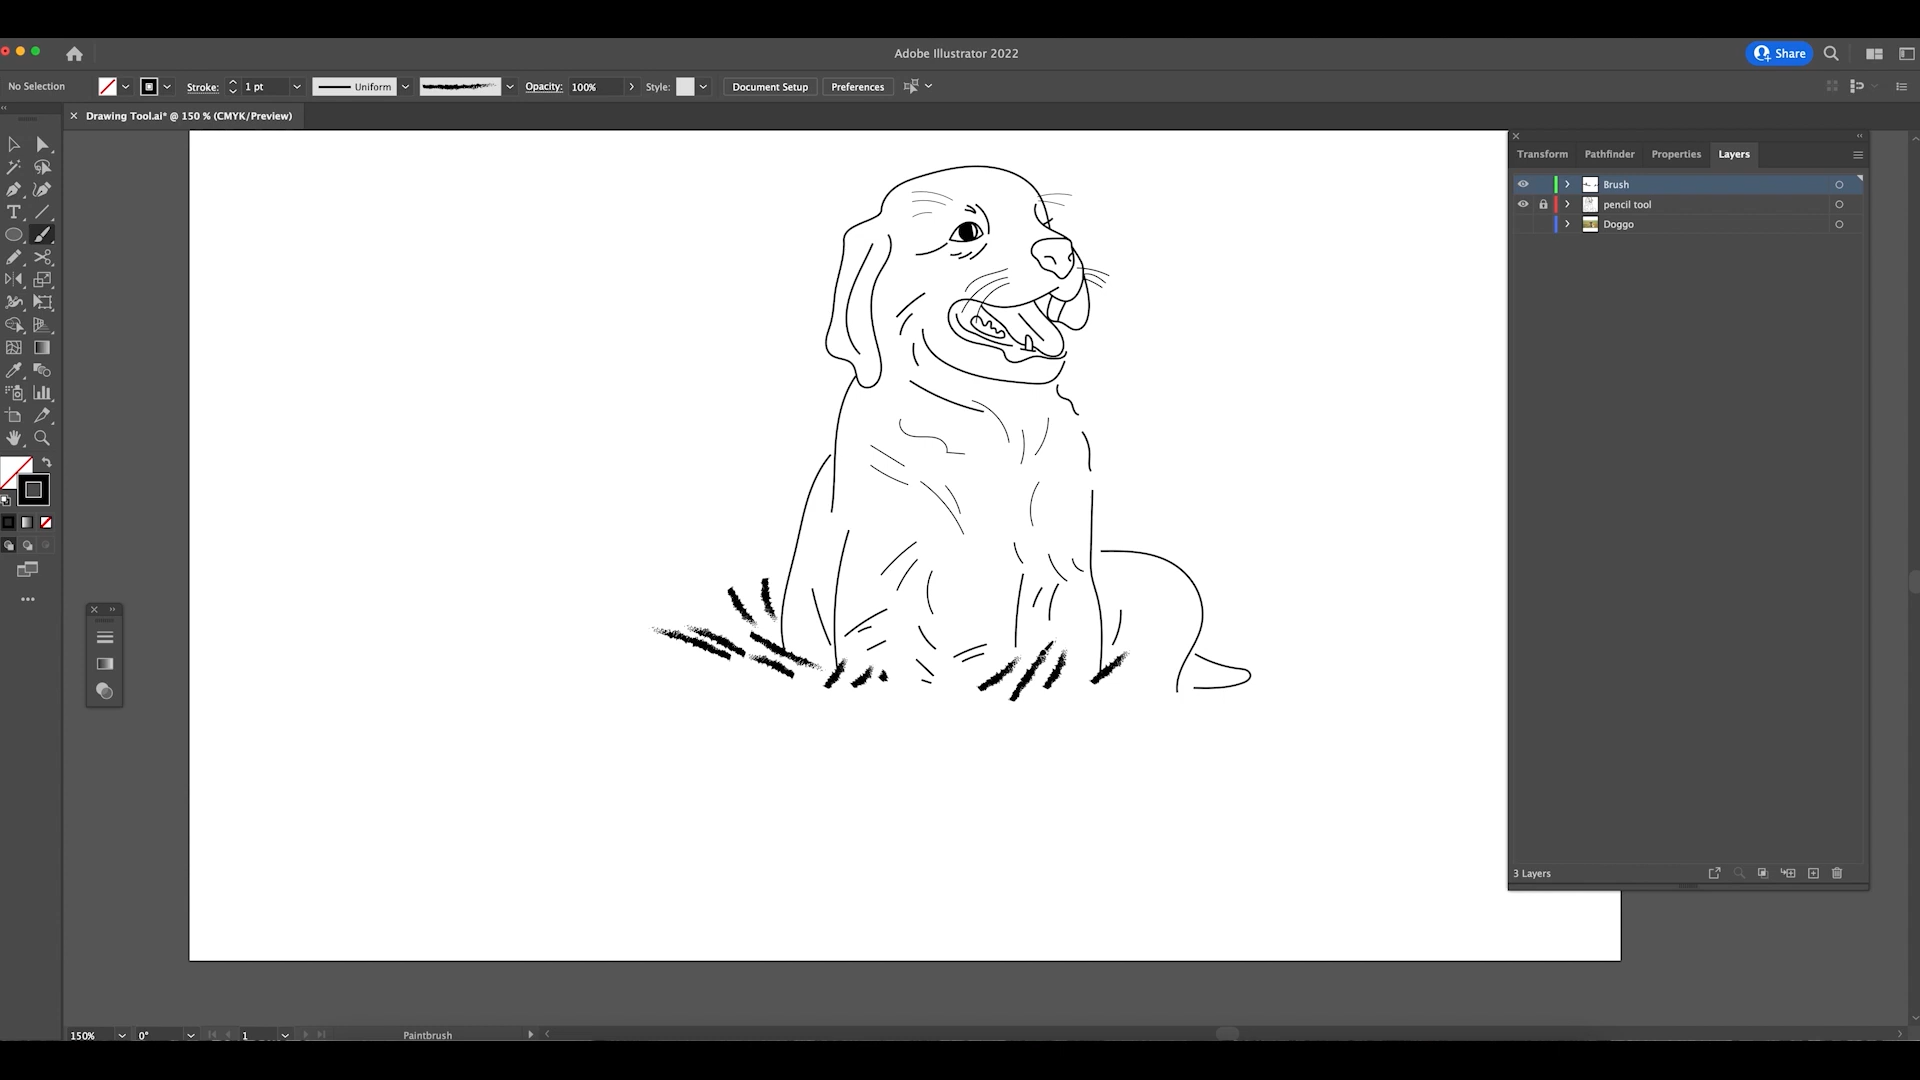 Adobe Illustrator 2022
Share
No Selection
Stroke:
1 pt
Uniform
Opacity:
100%
Style:
Document Setup
Preferences
Drawing Tool.ai* @ 150 % (CMYK/Preview)
Transform
Pathfinder
Properties
Layers
Brush
pencil tool
Doggo
3 Layers
150%
0°
1
Paintbrush